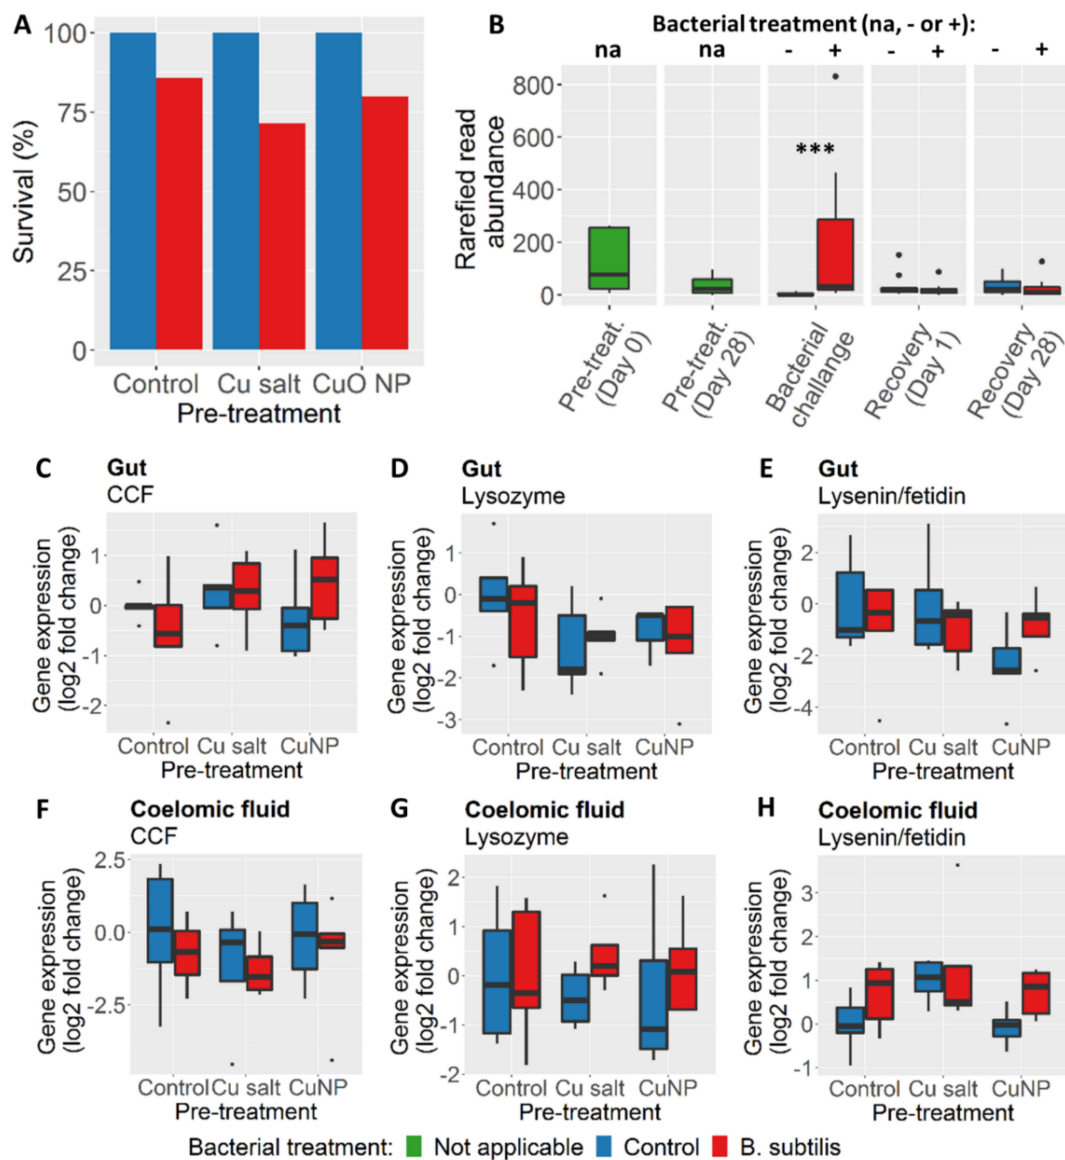 A
Survival (%)
100
75
50
25
0
Control Cu salt CuO NP
Pre-treatment
B Bacterial treatment (na, - or +):
na na - + - + - +
***
Rarefied read
abundance
800
600
400
200
0
Pre-treat.
(Day 0)
Pre-treat.
(Day 28)
Bacterial
challange
Recovery
(Day 1)
Recovery
(Day 28)
C Gut
CCF
Gene expression
(log2 fold change)
1
0
-1
-2
Control Cu salt CuNP
Pre-treatment
D Gut
Lysozyme
Gene expression
(log2 fold change)
1
0
-1
-2
-3
Control Cu salt CuNP
Pre-treatment
E Gut
Lysenin/fetidin
Gene expression
(log2 fold change)
2
0
-2
-4
Control Cu salt CuNP
Pre-treatment
F Coelomic fluid
CCF
Gene expression
(log2 fold change)
2.5
0.0
-2.5
Control Cu salt CuNP
Pre-treatment
G Coelomic fluid
Lysozyme
Gene expression
(log2 fold change)
2
1
0
-1
-2
Control Cu salt CuNP
Pre-treatment
H Coelomic fluid
Lysenin/fetidin
Gene expression
(log2 fold change)
3
2
1
0
-1
Control Cu salt CuNP
Pre-treatment
Bacterial treatment: Not applicable Control B. subtilis